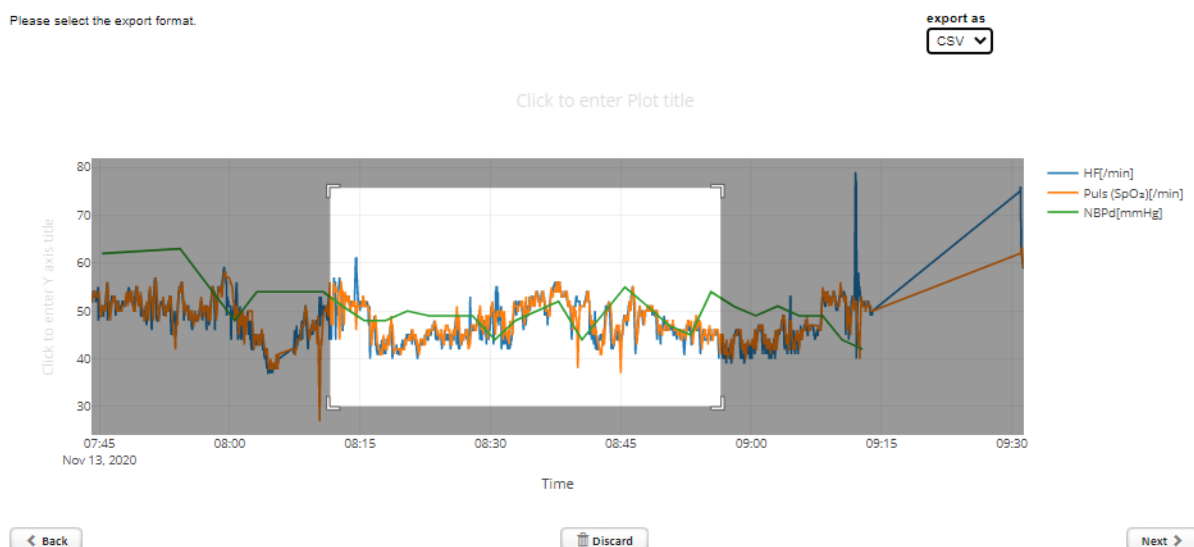 Please select the export format.
export as
CSV
Click to enter Plot title
Click to enter Y axis title
80
70
60
50
40
30
HF[/min]
Puls (SpO₂)[/min]
NBPd[mmHg]
07:45
08:00
08:15
08:30
08:45
09:00
09:15
09:30
Nov 13, 2020
Time
Back
Discard
Next